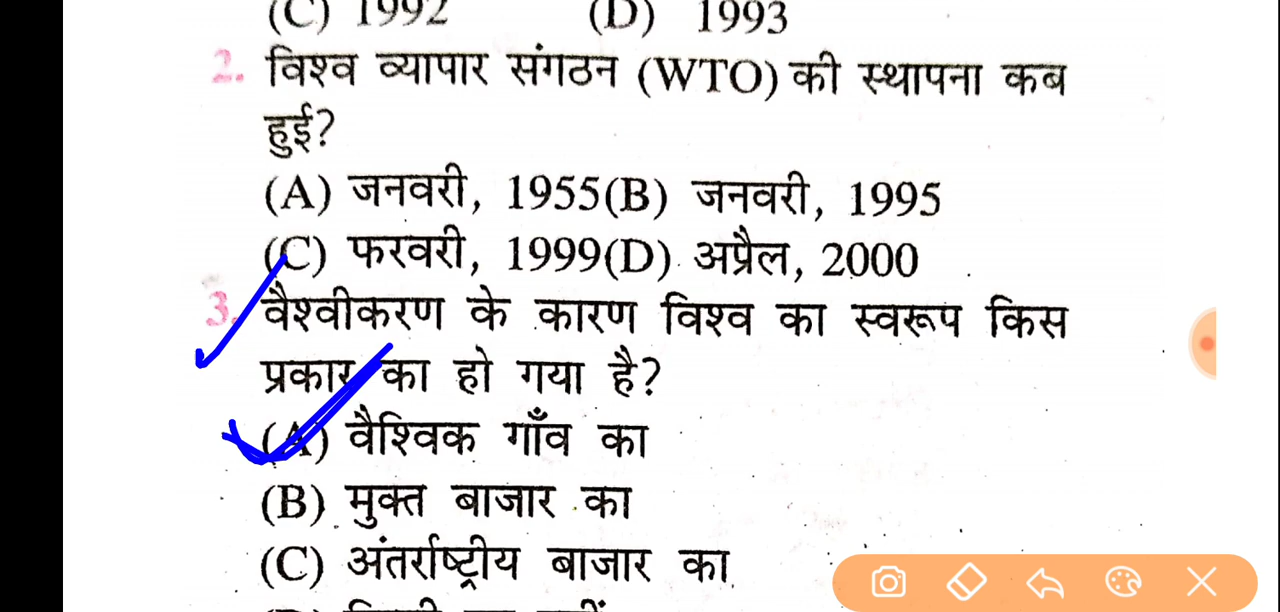 (C) 1992 (D) 1993
2. विश्व व्यापार संगठन (WTO) की स्थापना कब
हुई?
(A) जनवरी, 1955(B) जनवरी, 1995
(C) फरवरी, 1999(D) अप्रैल, 2000
3. वैश्वीकरण के कारण विश्व का स्वरूप किस
प्रकार का हो गया है?
(A) वैश्विक गाँव का
(B) मुक्त बाजार का
(C) अंतर्राष्ट्रीय बाजार का